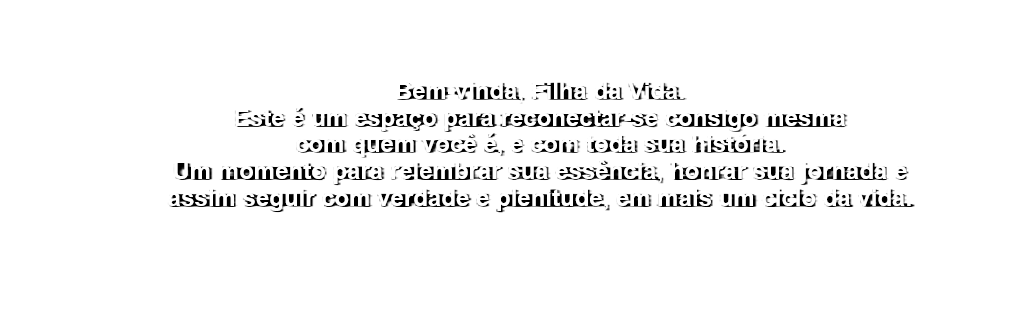 Bem-vinda, Filha da Vida.
Este é um espaço para reconectar-se consigo mesma
com quem você é, e com toda sua história.
Um momento para relembrar sua essência, honrar sua jornada e
assim seguir com verdade e plenitude, em mais um ciclo da vida.